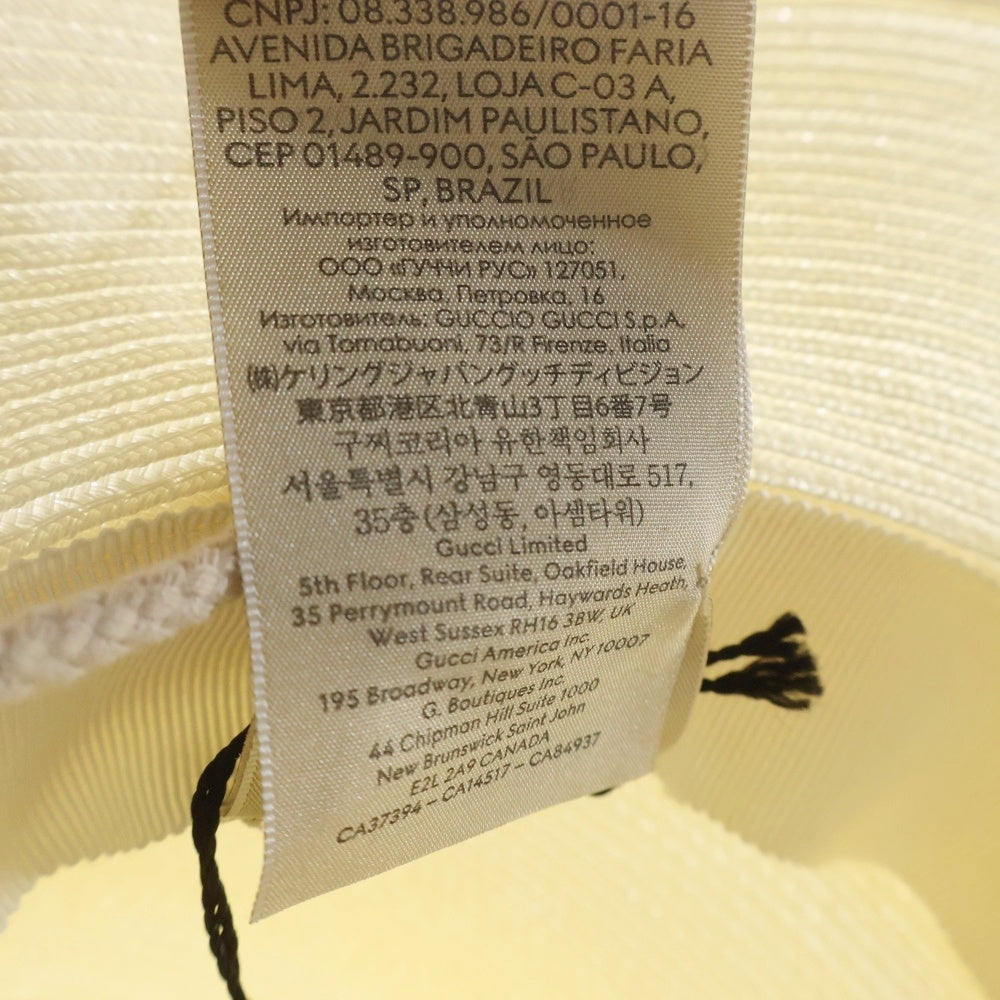 CNPJ: 08.338.986/0001-16
AVENIDA BRIGADEIRO FARIA
LIMA, 2.232, LOJA C-03 A,
PISO 2, JARDIM PAULISTANO,
CEP 01489-900, SÃO PAULO,
SP, BRAZIL
Импортер и уполномоченное
изготовителем лицо:
ООО «ГУЧЧИ РУС» 127051,
Москва, Петровка, 16
Изготовитель: GUCCIO GUCCI S.p.A.
via Tornabuoni, 73/R Firenze, Italia
(株)ケリングジャパングッチディビジョン
東京都港区北青山3丁目6番7号
구찌코리아 유한책임회사
서울특별시 강남구 영동대로 517,
35층 (삼성동, 아셈타워)
Gucci Limited
5th Floor, Rear Suite, Oakfield House,
35 Perrymount Road, Haywards Heath,
West Sussex RH16 3BW, UK
Gucci America Inc.
195 Broadway, New York, NY 10007
G. Boutiques Inc.
44 Chipman Hill Suite 1000
New Brunswick Saint John
E2L 2A9 CANADA
CA37394 – CA14517 – CA84937